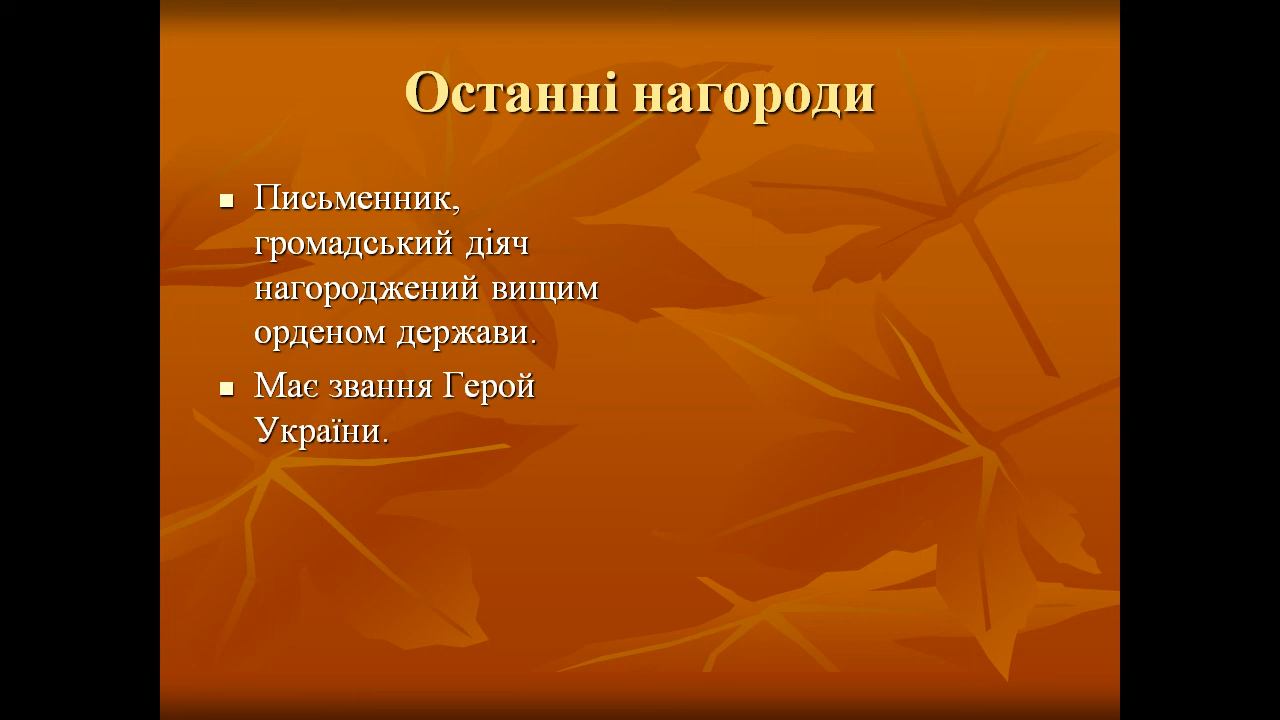 Останні нагороди
Письменник,
громадський діяч
нагороджений вищим
орденом держави.
Має звання Герой
України.